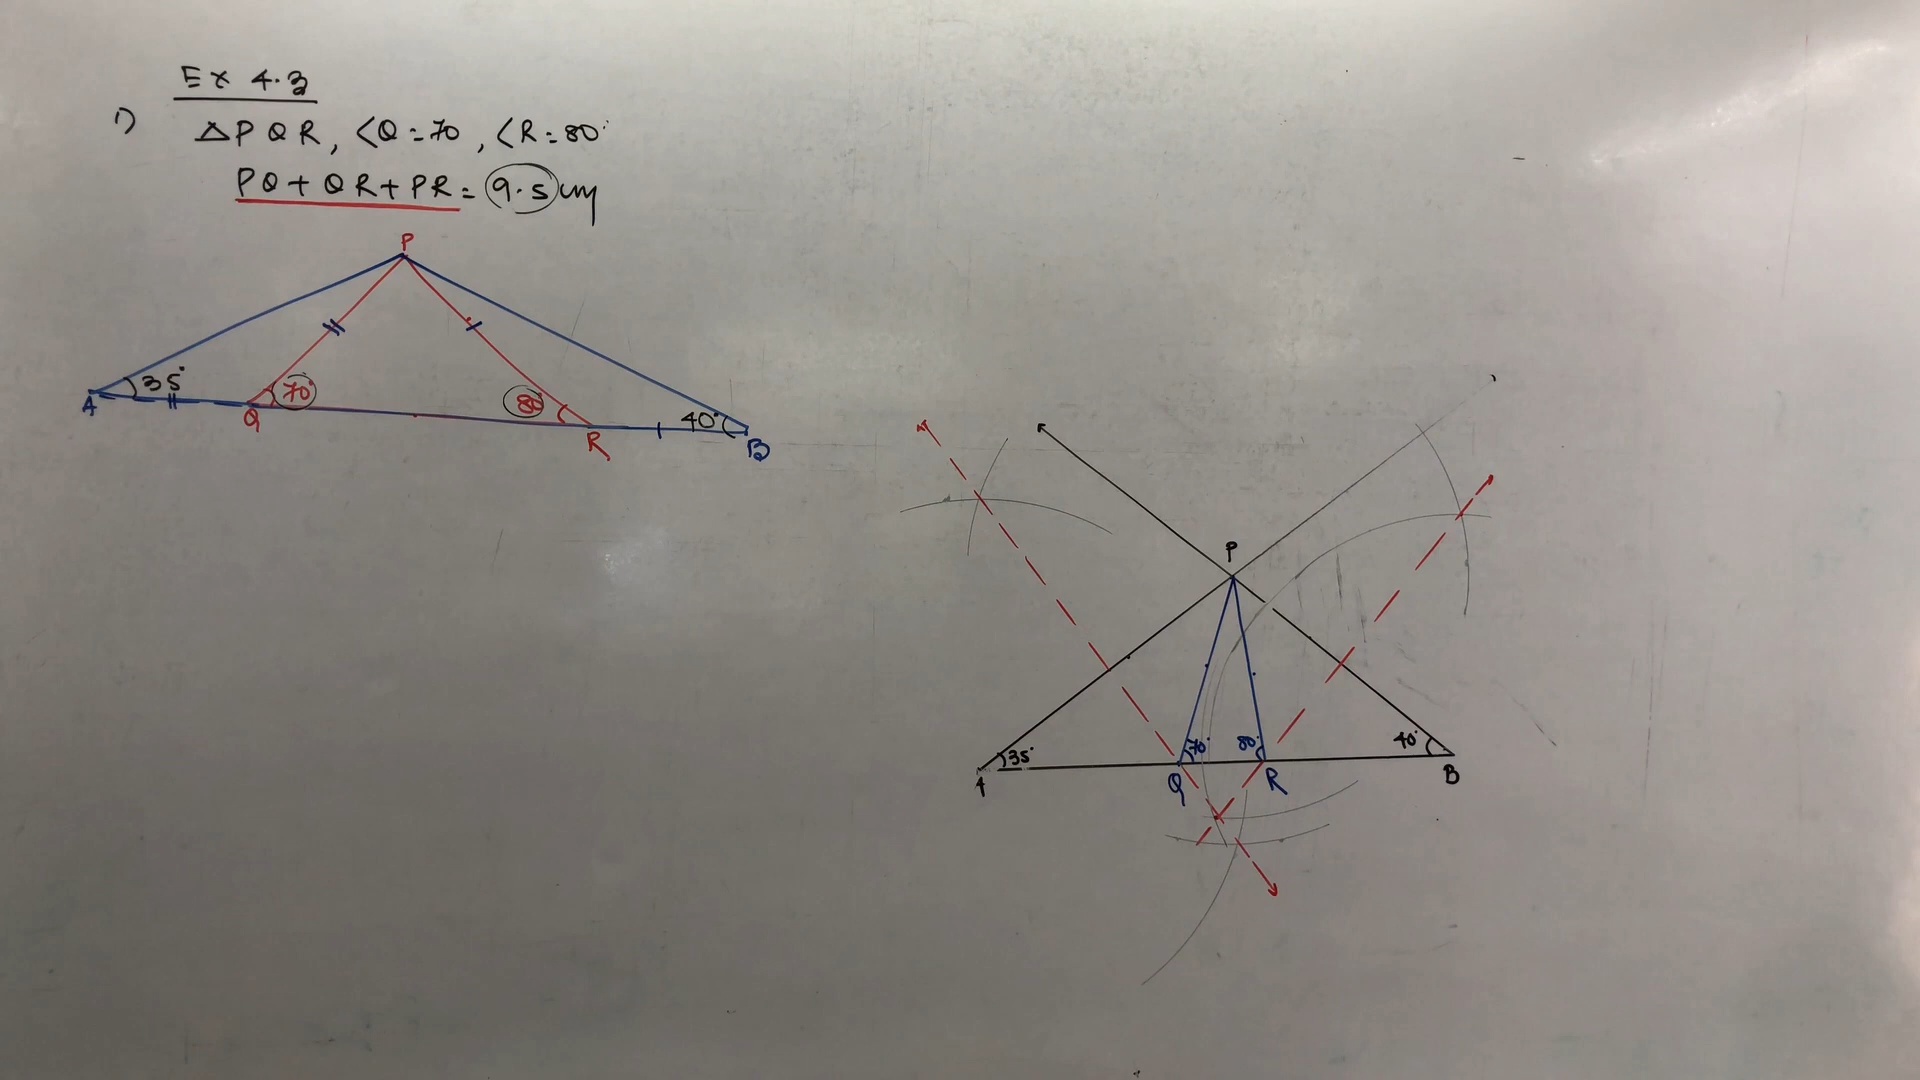 Ex 4.3
1) △PQR, <Q=70, <R=80°
PQ+QR+PR=9.5cm
P
35° 70° 80° 40°
A Q R B
P
35° 70° 80° 40°
A Q R B